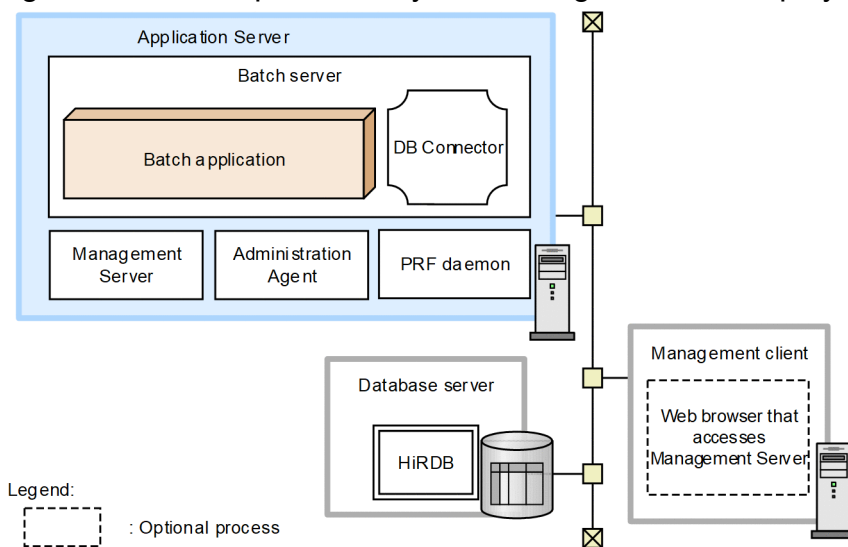 Application Server
Batch server
Batch application
DB Connector
Management
Server
Administration
Agent
PRF daemon
Management client
Database server
Web browser that
accesses
Management Server
HiRDB
Legend:
: Optional process